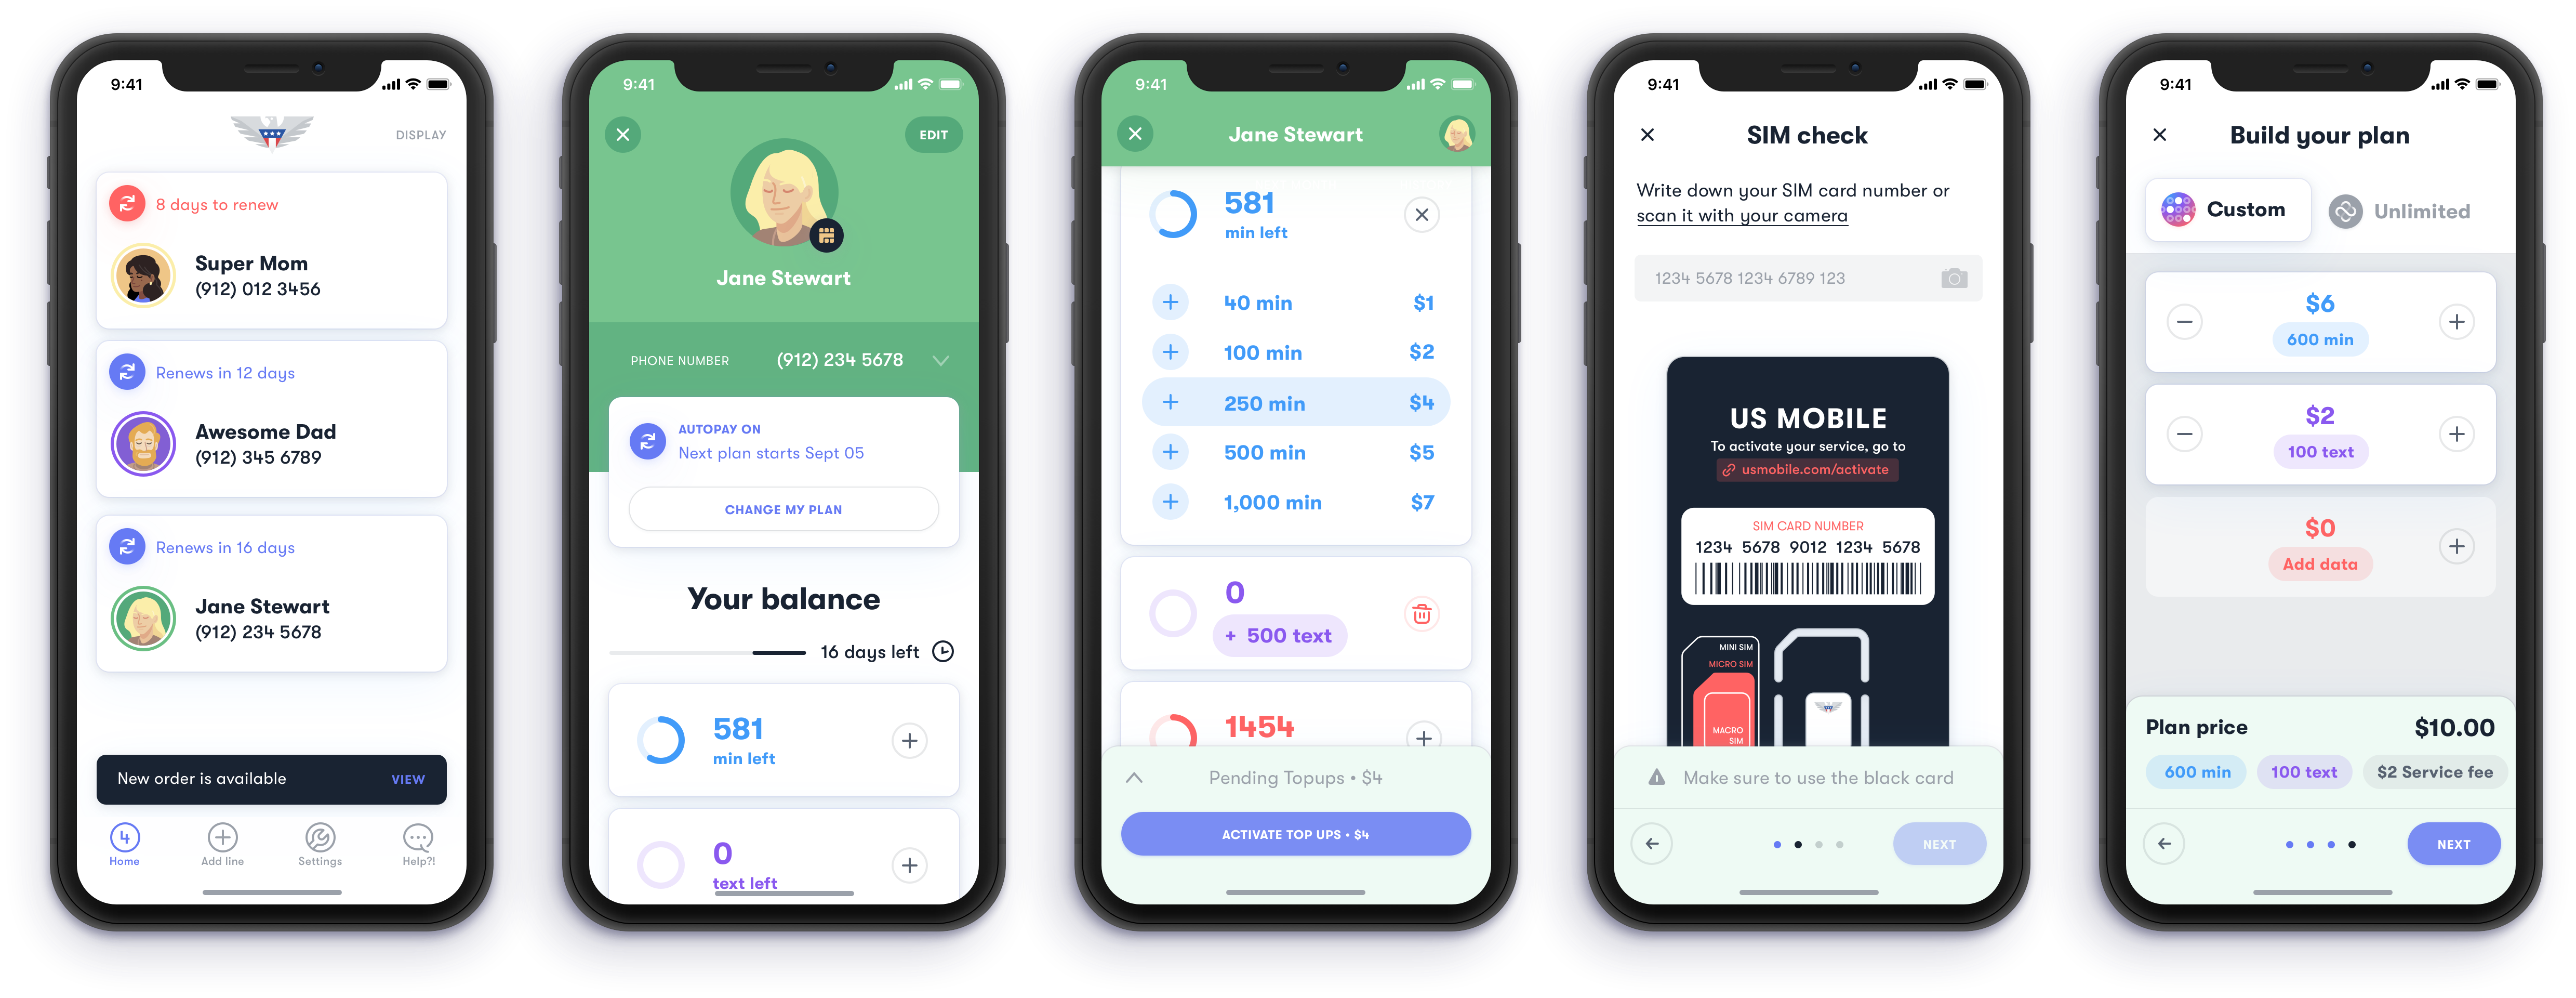 9:41
DISPLAY
8 days to renew
Super Mom
(912) 012 3456
Renews in 12 days
Awesome Dad
(912) 345 6789
Renews in 16 days
Jane Stewart
(912) 234 5678
New order is available VIEW
4
Home Add line Settings Help?!
9:41
EDIT
Jane Stewart
PHONE NUMBER (912) 234 5678
AUTOPAY ON
Next plan starts Sept 05
CHANGE MY PLAN
Your balance
16 days left
581
min left
0
text left
9:41
Jane Stewart
581
min left
+ 40 min $1
+ 100 min $2
+ 250 min $4
+ 500 min $5
+ 1,000 min $7
0
+ 500 text
1454
Pending Topups • $4
ACTIVATE TOP UPS • $4
9:41
SIM check
Write down your SIM card number or
scan it with your camera
1234 5678 1234 6789 123
US MOBILE
To activate your service, go to
usmobile.com/activate
SIM CARD NUMBER
1234 5678 9012 1234 5678
MINI SIM
MICRO SIM
MACRO
SIM
Make sure to use the black card
NEXT
9:41
Build your plan
Custom Unlimited
$6
600 min
$2
100 text
$0
Add data
Plan price $10.00
600 min 100 text $2 Service fee
NEXT